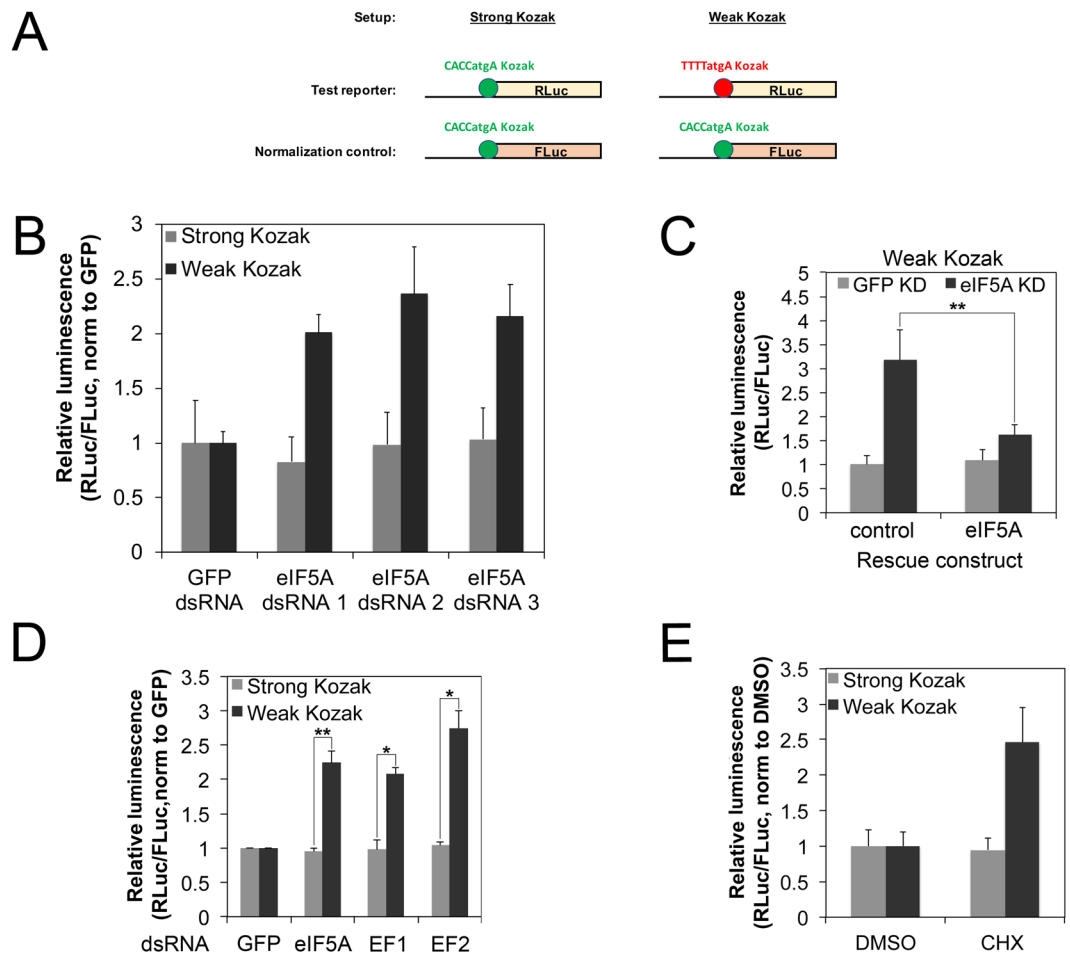 A
Setup: Strong Kozak Weak Kozak
CACCatgA Kozak TTTTatgA Kozak
Test reporter: RLuc RLuc
CACCatgA Kozak CACCatgA Kozak
Normalization control: FLuc FLuc
B
Relative luminescence
(RLuc/FLuc, norm to GFP)
3
2.5
2
1.5
1
0.5
0
Strong Kozak
Weak Kozak
GFP eIF5A eIF5A eIF5A
dsRNA dsRNA 1 dsRNA 2 dsRNA 3
C
Weak Kozak
Relative luminescence
(RLuc/FLuc)
5
4.5
4
3.5
3
2.5
2
1.5
1
0.5
0
GFP KD eIF5A KD
**
control eIF5A
Rescue construct
D
Relative luminescence
(RLuc/FLuc,norm to GFP)
3.5
3
2.5
2
1.5
1
0.5
0
Strong Kozak
Weak Kozak
** * *
dsRNA GFP eIF5A EF1 EF2
E
Relative luminescence
(RLuc/FLuc, norm to DMSO)
3.5
3
2.5
2
1.5
1
0.5
0
Strong Kozak
Weak Kozak
DMSO CHX